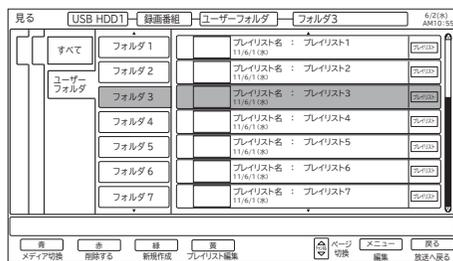 見る USB HDD1 録画番組 ユーザーフォルダ フォルダ3 6/2(水)
AM10:55
すべて
ユーザー
フォルダ
フォルダ 1
フォルダ 2
フォルダ 3
フォルダ 4
フォルダ 5
フォルダ 6
フォルダ 7
プレイリスト名 : プレイリスト1
11/6/1(水) プレイリスト
プレイリスト名 : プレイリスト2
11/6/1(水) プレイリスト
プレイリスト名 : プレイリスト3
11/6/1(水) プレイリスト
プレイリスト名 : プレイリスト4
11/6/1(水) プレイリスト
プレイリスト名 : プレイリスト5
11/6/1(水) プレイリスト
プレイリスト名 : プレイリスト6
11/6/1(水) プレイリスト
プレイリスト名 : プレイリスト7
11/6/1(水) プレイリスト
青 赤 緑 黄 ページ メニュー 戻る
メディア切換 削除する 新規作成 プレイリスト編集 切換 編集 放送へ戻る